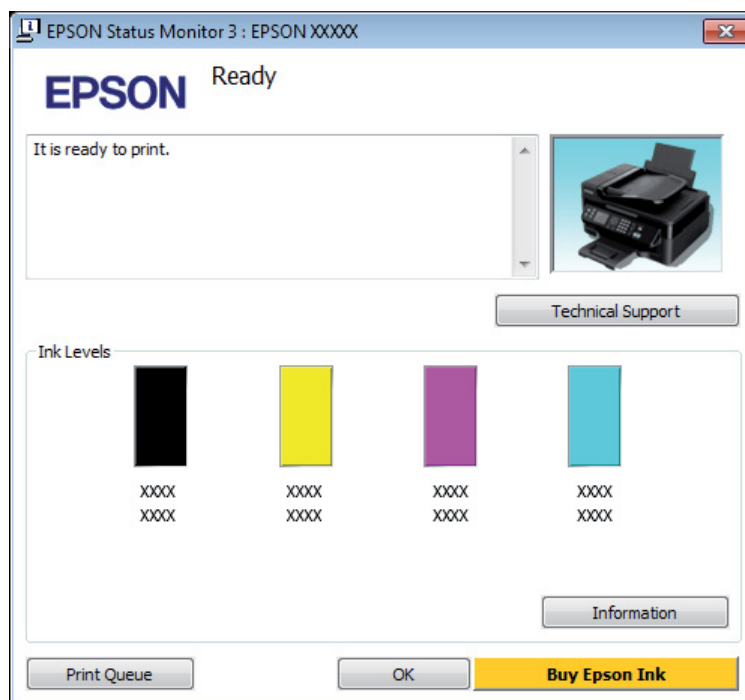 EPSON Status Monitor 3 : EPSON XXXXX
EPSON
Ready
It is ready to print.
Technical Support
Ink Levels
XXXX XXXX XXXX XXXX
XXXX XXXX XXXX XXXX
Information
Print Queue OK Buy Epson Ink